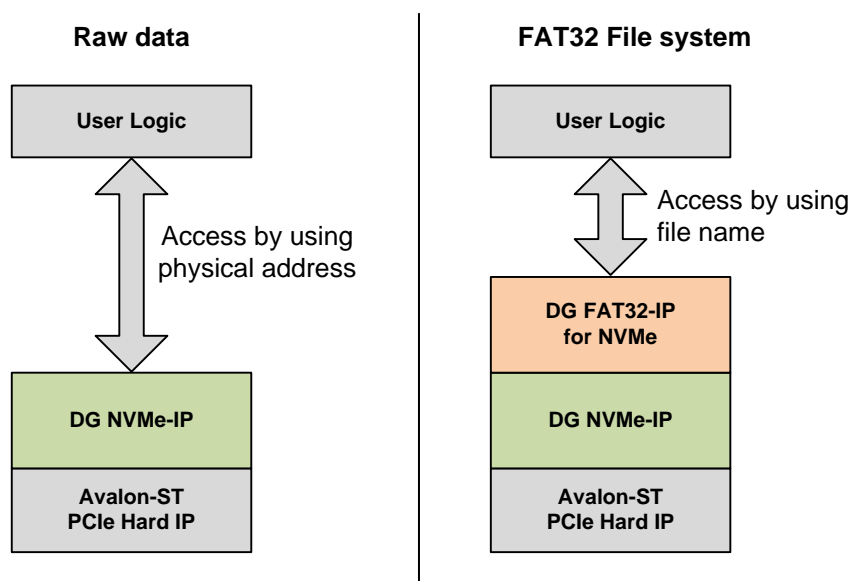 Raw data
User Logic
Access by using
physical address
DG NVMe-IP
Avalon-ST
PCIe Hard IP
FAT32 File system
User Logic
Access by using
file name
DG FAT32-IP
for NVMe
DG NVMe-IP
Avalon-ST
PCIe Hard IP